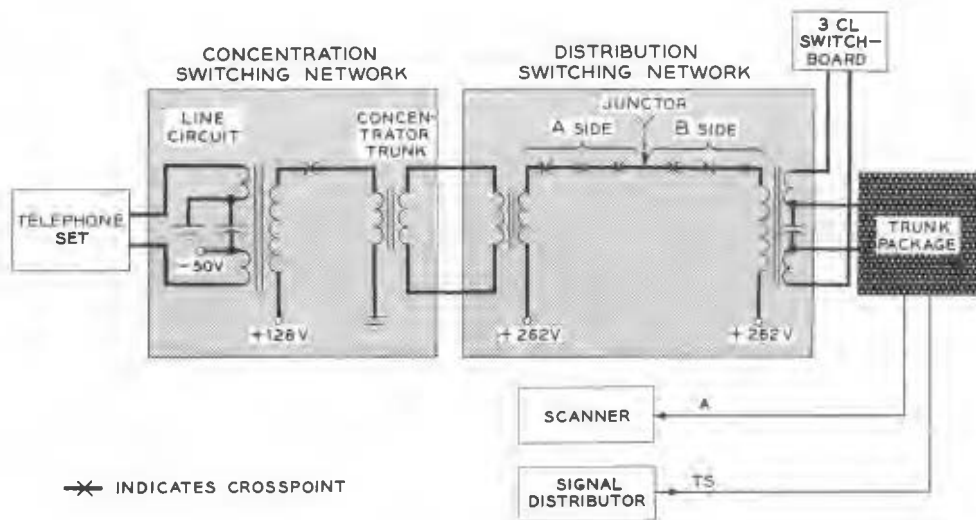 CONCENTRATION
SWITCHING NETWORK
DISTRIBUTION
SWITCHING NETWORK
3 CL
SWITCH-
BOARD
LINE
CIRCUIT
CONCEN-
TRATOR
TRUNK
JUNCTOR
A SIDE
B SIDE
TELEPHONE
SET
-50V
TRUNK
PACKAGE
+128V
+262V
+262V
SCANNER
A
SIGNAL
DISTRIBUTOR
TS
INDICATES CROSSPOINT